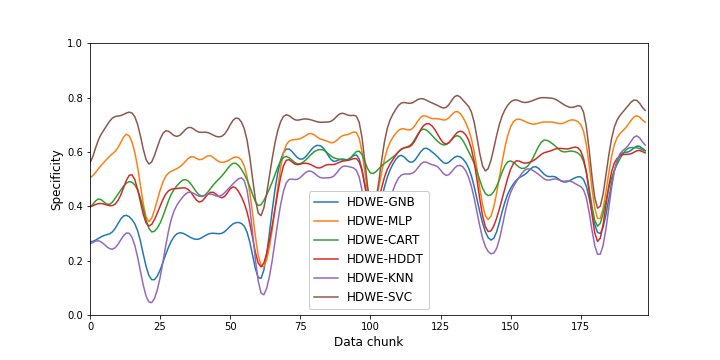 1.0
0.8
0.6
0.4
0.2
0.0
Specificity
HDWE-GNB
HDWE-MLP
HDWE-CART
HDWE-HDDT
HDWE-KNN
HDWE-SVC
0 25 50 75 100 125 150 175
Data chunk